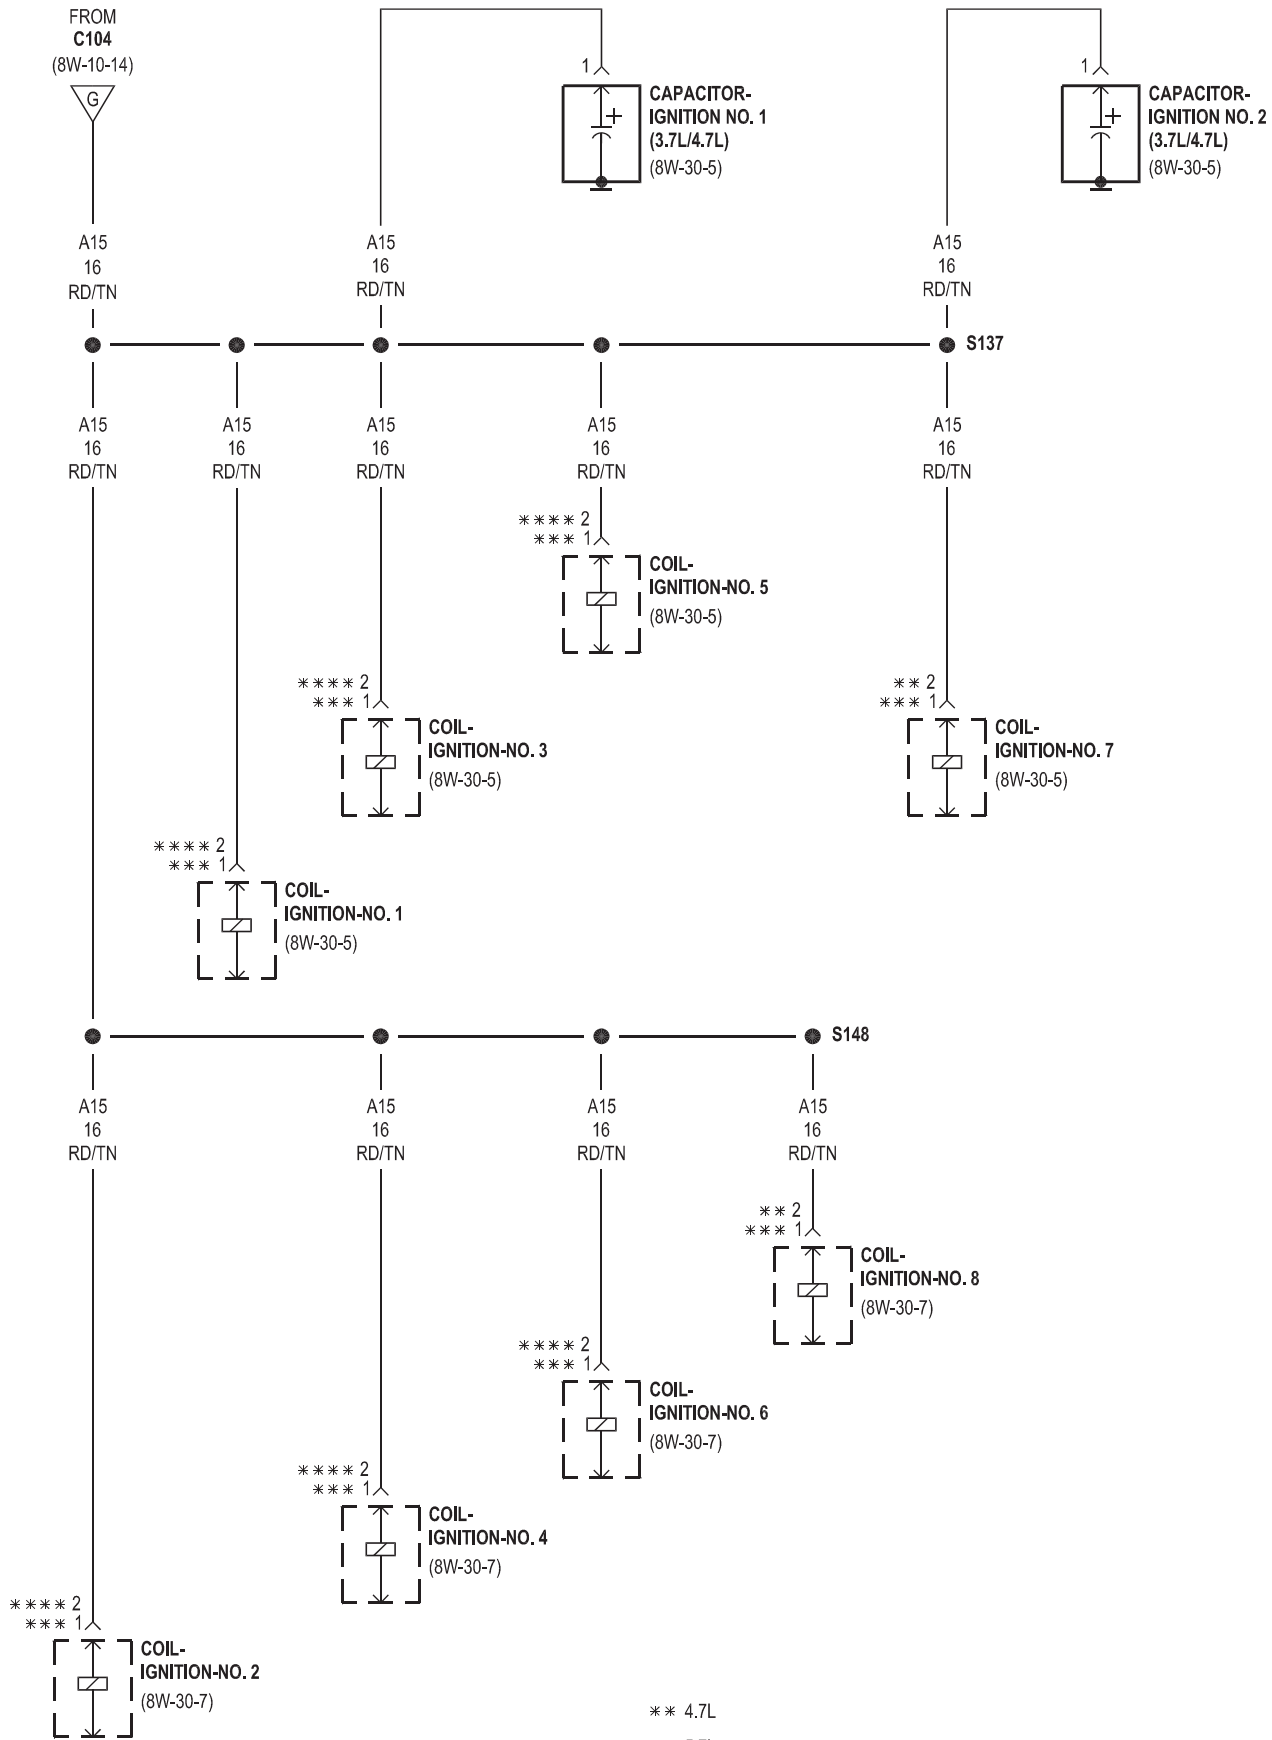 FROM
C104
(8W-10-14)
G
1
CAPACITOR-
IGNITION NO. 1
(3.7L/4.7L)
(8W-30-5)
1
CAPACITOR-
IGNITION NO. 2
(3.7L/4.7L)
(8W-30-5)
A15
16
RD/TN
A15
16
RD/TN
A15
16
RD/TN
S137
A15
16
RD/TN
A15
16
RD/TN
A15
16
RD/TN
A15
16
RD/TN
A15
16
RD/TN
**** 2
*** 1
COIL-
IGNITION-NO. 5
(8W-30-5)
**** 2
*** 1
COIL-
IGNITION-NO. 3
(8W-30-5)
** 2
*** 1
COIL-
IGNITION-NO. 7
(8W-30-5)
**** 2
*** 1
COIL-
IGNITION-NO. 1
(8W-30-5)
S148
A15
16
RD/TN
A15
16
RD/TN
A15
16
RD/TN
A15
16
RD/TN
** 2
*** 1
COIL-
IGNITION-NO. 8
(8W-30-7)
**** 2
*** 1
COIL-
IGNITION-NO. 6
(8W-30-7)
**** 2
*** 1
COIL-
IGNITION-NO. 4
(8W-30-7)
**** 2
*** 1
COIL-
IGNITION-NO. 2
(8W-30-7)
** 4.7L